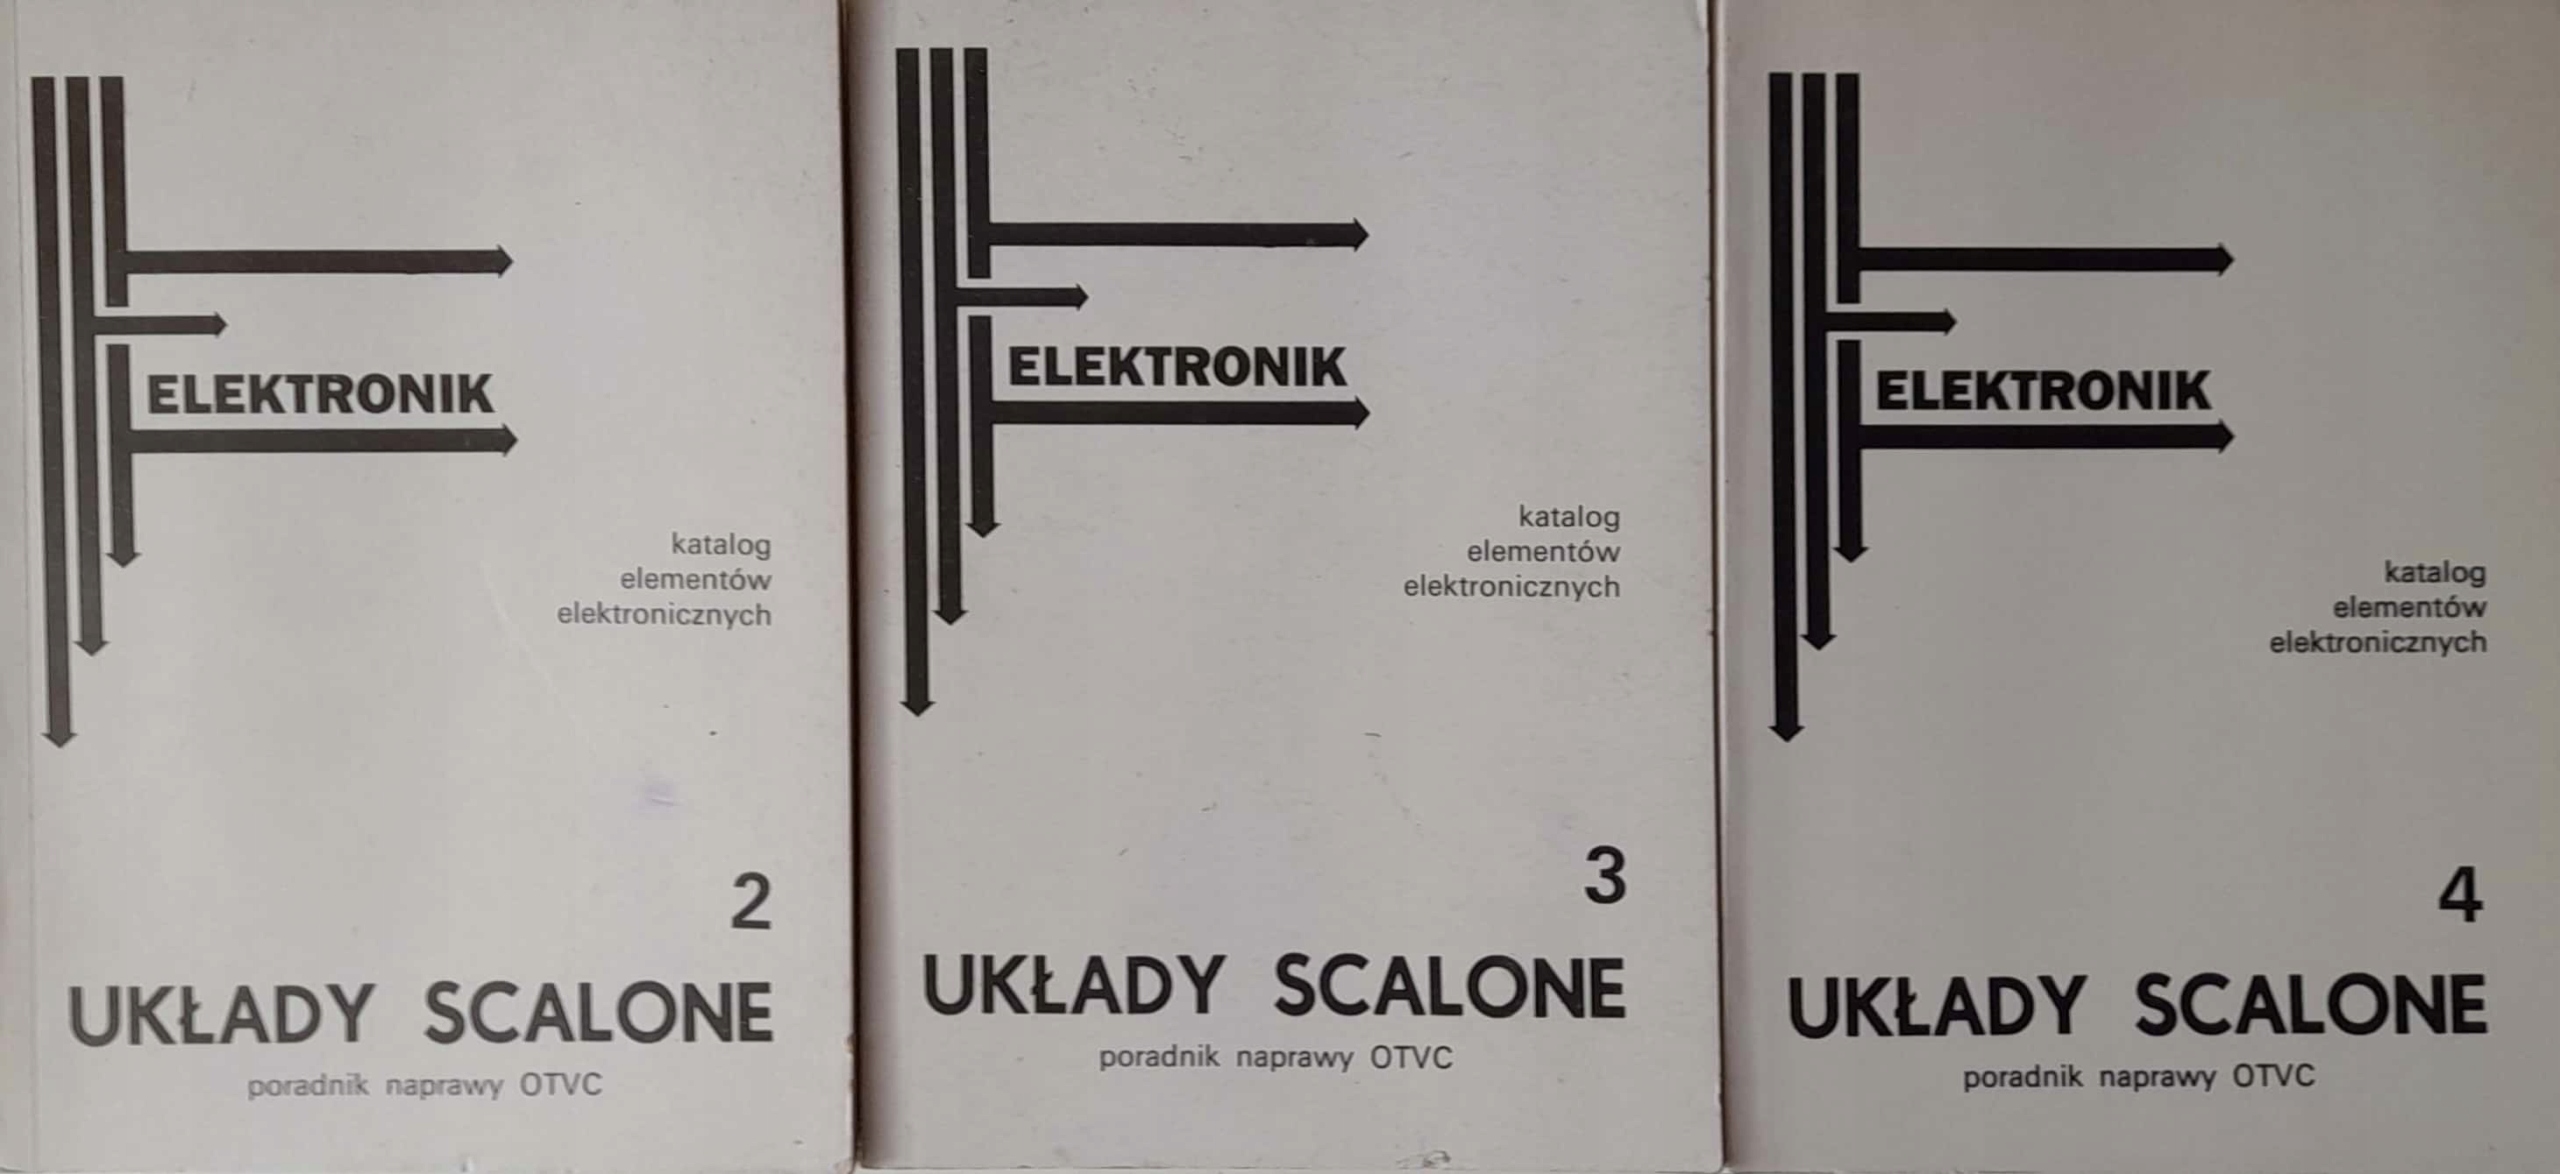 ELEKTRONIK
katalog
elementów
elektronicznych
2
UKŁADY SCALONE
poradnik naprawy OTVC
ELEKTRONIK
katalog
elementów
elektronicznych
3
UKŁADY SCALONE
poradnik naprawy OTVC
ELEKTRONIK
katalog
elementów
elektronicznych
4
UKŁADY SCALONE
poradnik naprawy OTVC